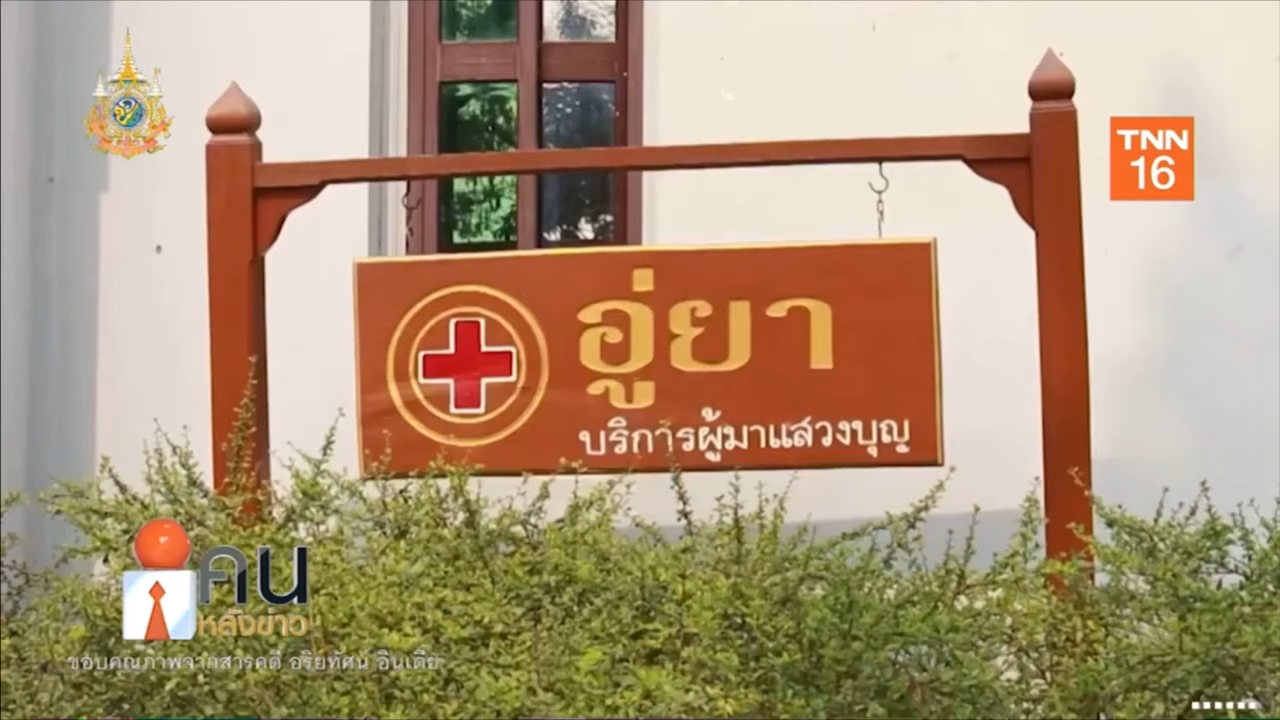 TNN
16
อู่ยา
บริการผู้มาแสวงบุญ
คน
หลังข่าว
ขอบคุณภาพจากสารคดี อริยทัศน์ อินเดีย